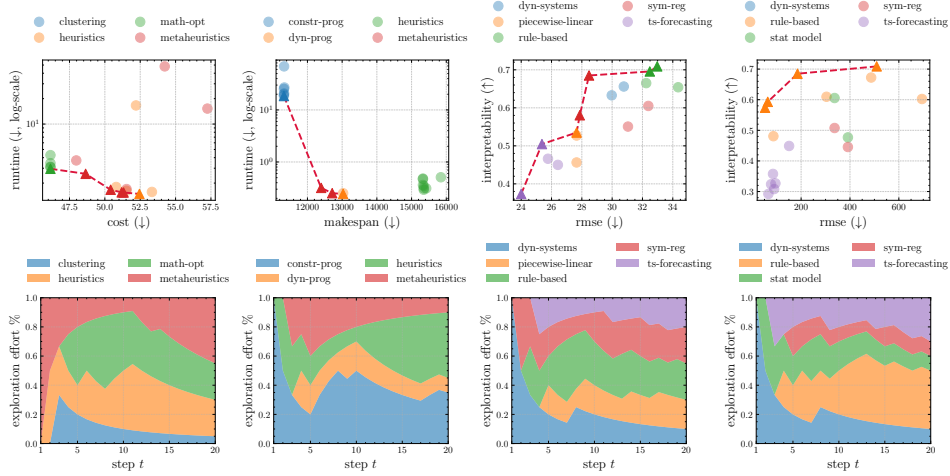 clustering
math-opt
heuristics
metaheuristics
constr-prog
heuristics
dyn-prog
metaheuristics
dyn-systems
sym-reg
piecewise-linear
ts-forecasting
rule-based
dyn-systems
sym-reg
rule-based
ts-forecasting
stat model
runtime (↓, log-scale)
10¹
47.5 50.0 52.5 55.0 57.5
cost (↓)
runtime (↓, log-scale)
10¹
10⁰
12000 13000 14000 15000 16000
makespan (↓)
interpretability (↑)
0.7
0.6
0.5
0.4
24 26 28 30 32 34
rmse (↓)
interpretability (↑)
0.7
0.6
0.5
0.4
0.3
200 400 600
rmse (↓)
clustering
math-opt
heuristics
metaheuristics
constr-prog
heuristics
dyn-prog
metaheuristics
dyn-systems
sym-reg
piecewise-linear
ts-forecasting
rule-based
dyn-systems
sym-reg
rule-based
ts-forecasting
stat model
exploration effort %
1.0
0.8
0.6
0.4
0.2
0.0
1 5 10 15 20
step t
exploration effort %
1.0
0.8
0.6
0.4
0.2
0.0
1 5 10 15 20
step t
exploration effort %
1.0
0.8
0.6
0.4
0.2
0.0
1 5 10 15 20
step t
exploration effort %
1.0
0.8
0.6
0.4
0.2
0.0
1 5 10 15 20
step t